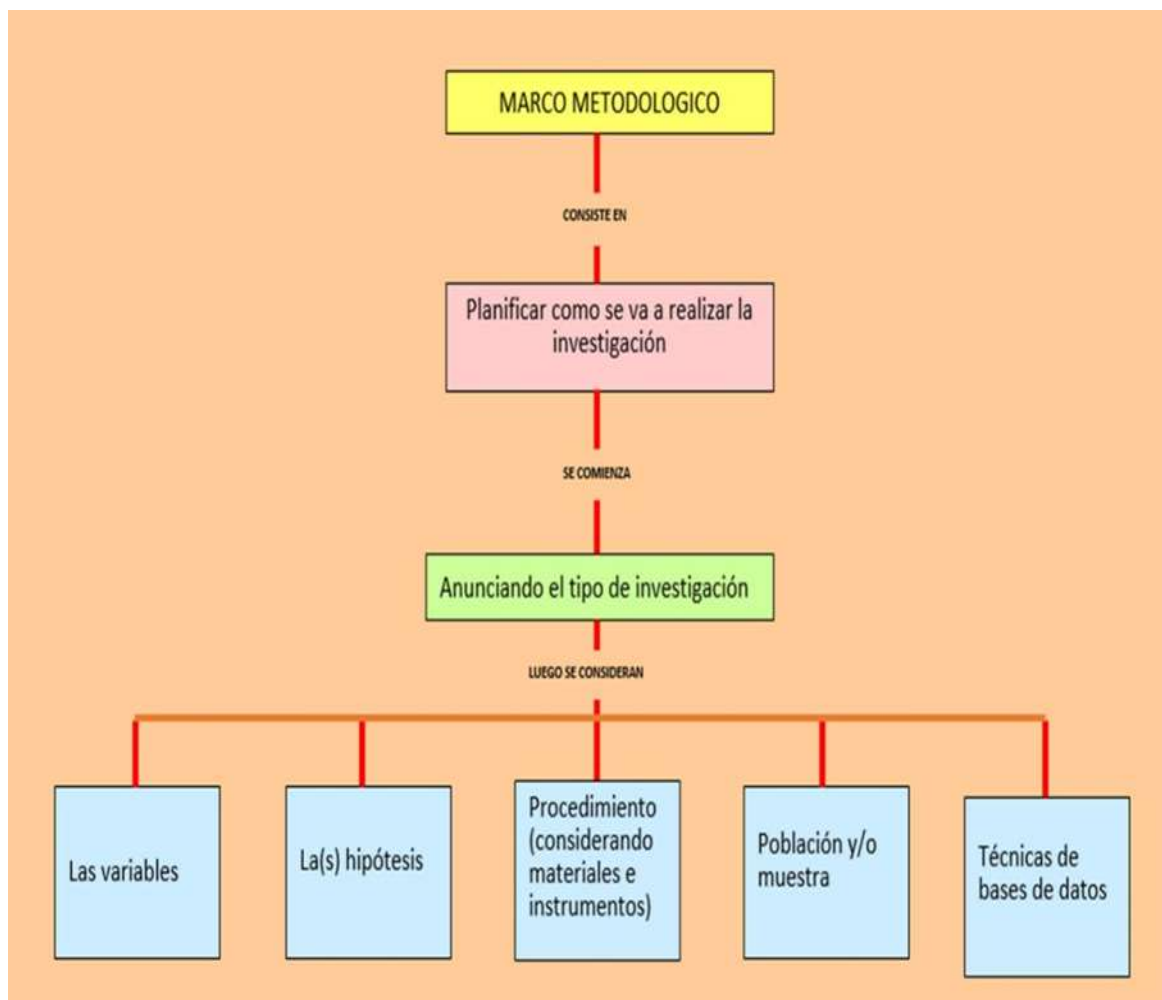 MARCO METODOLOGICO
CONSISTE EN
Planificar como se va a realizar la
investigación
SE COMIENZA
Anunciando el tipo de investigación
LUEGO SE CONSIDERAN
Las variables
La(s) hipótesis
Procedimiento
(considerando
materiales e
instrumentos)
Población y/o
muestra
Técnicas de
bases de datos